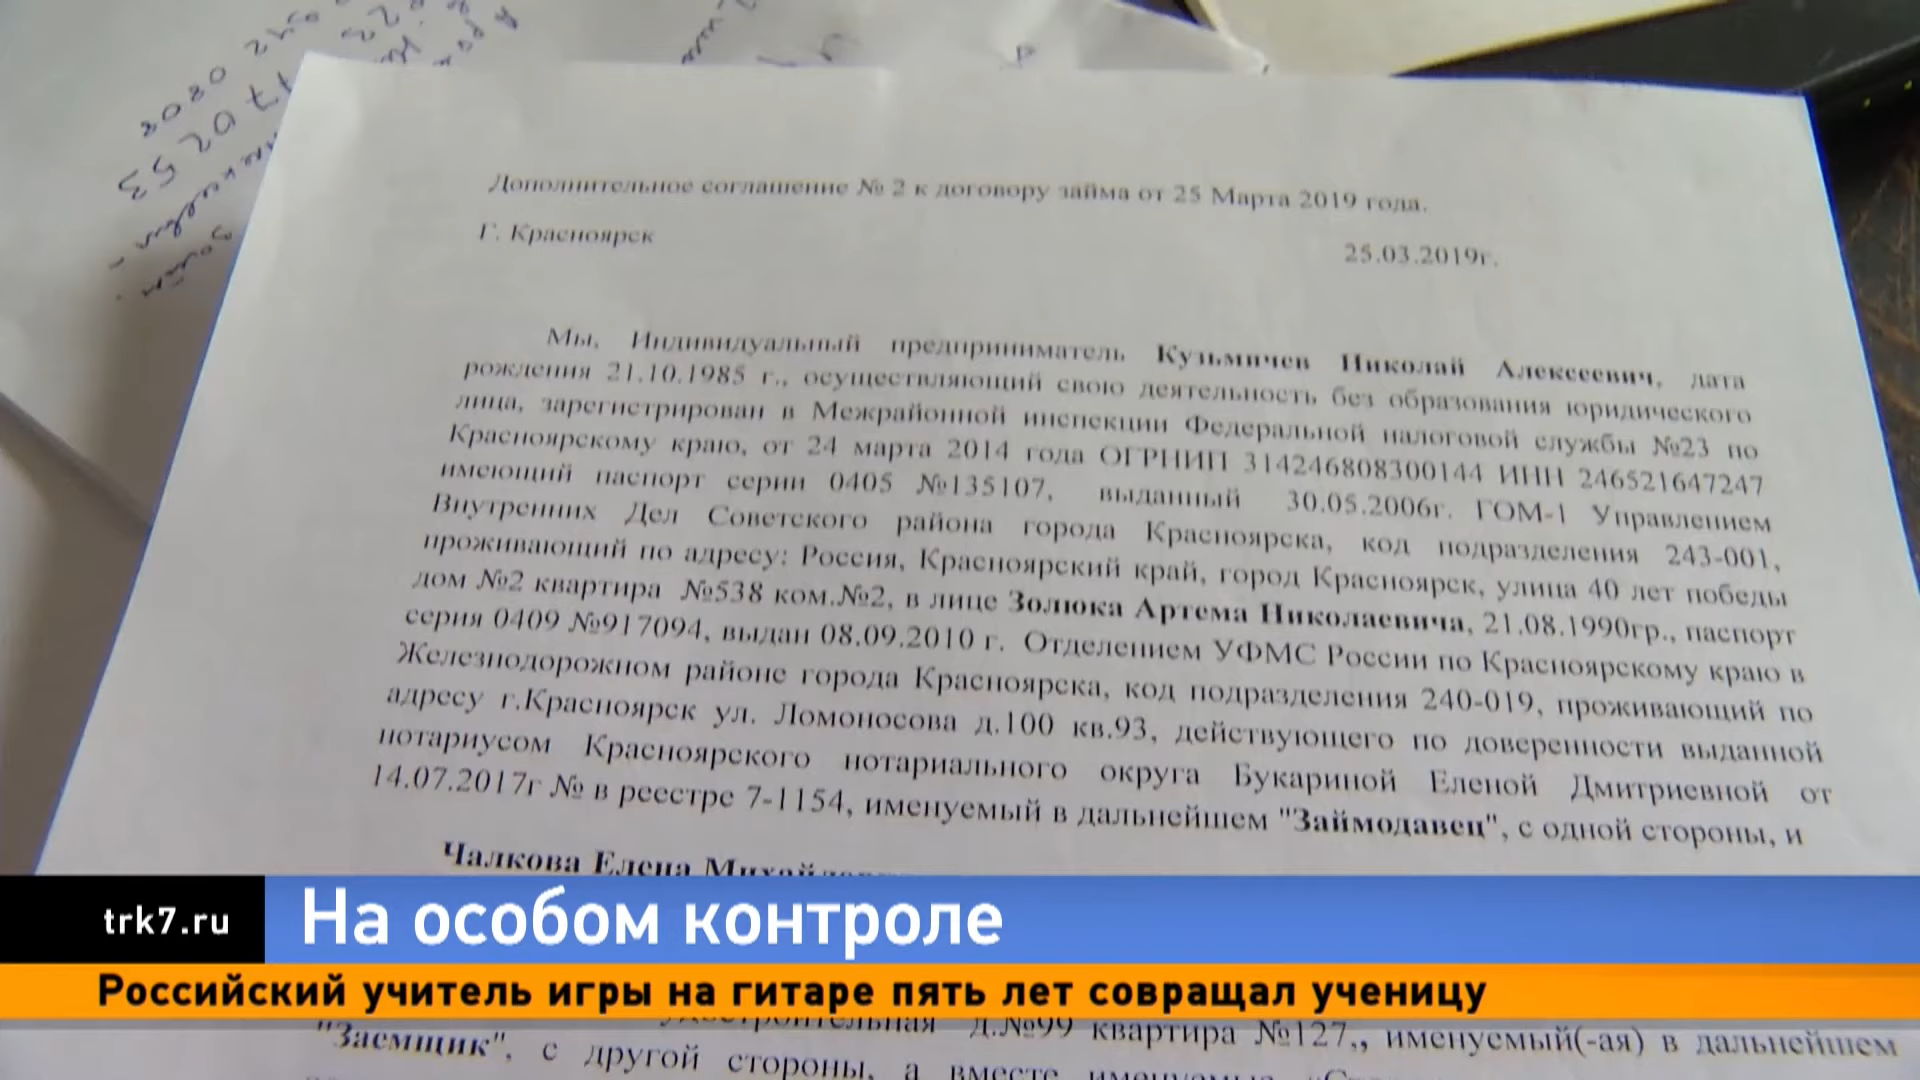 Дополнительное соглашение № 2 к договору займа от 25 Марта 2019 года.
Г. Красноярск
25.03.2019г.
Мы, Индивидуальный предприниматель Кузьмичев Николай Алексеевич, дата
рождения 21.10.1985 г., осуществляющий свою деятельность без образования юридического
лица, зарегистрирован в Межрайонной инспекции Федеральной налоговой службы №23 по
Красноярскому краю, от 24 марта 2014 года ОГРНИП 314246808300144 ИНН 246521647247
имеющий паспорт серии 0405 №135107, выданный 30.05.2006г. ГОМ-1 Управлением
Внутренних Дел Советского района города Красноярска, код подразделения 243-001,
проживающий по адресу: Россия, Красноярский край, город Красноярск, улица 40 лет победы
дом №2 квартира №538 ком.№2, в лице Золюка Артема Николаевича, 21.08.1990гр., паспорт
серия 0409 №917094, выдан 08.09.2010 г. Отделением УФМС России по Красноярскому краю в
Железнодорожном районе города Красноярска, код подразделения 240-019, проживающий по
адресу г.Красноярск ул. Ломоносова д.100 кв.93, действующего по доверенности выданной
нотариусом Красноярского нотариального округа Букариной Еленой Дмитриевной от
14.07.2017г № в реестре 7-1154, именуемый в дальнейшем "Займодавец", с одной стороны, и
Чалкова Елена
trk7.ru
На особом контроле
Российский учитель игры на гитаре пять лет совращал ученицу
д.№99 квартира №127,, именуемый(-ая) в дальнейшем
"Заемщик", с другой стороны, а вместе